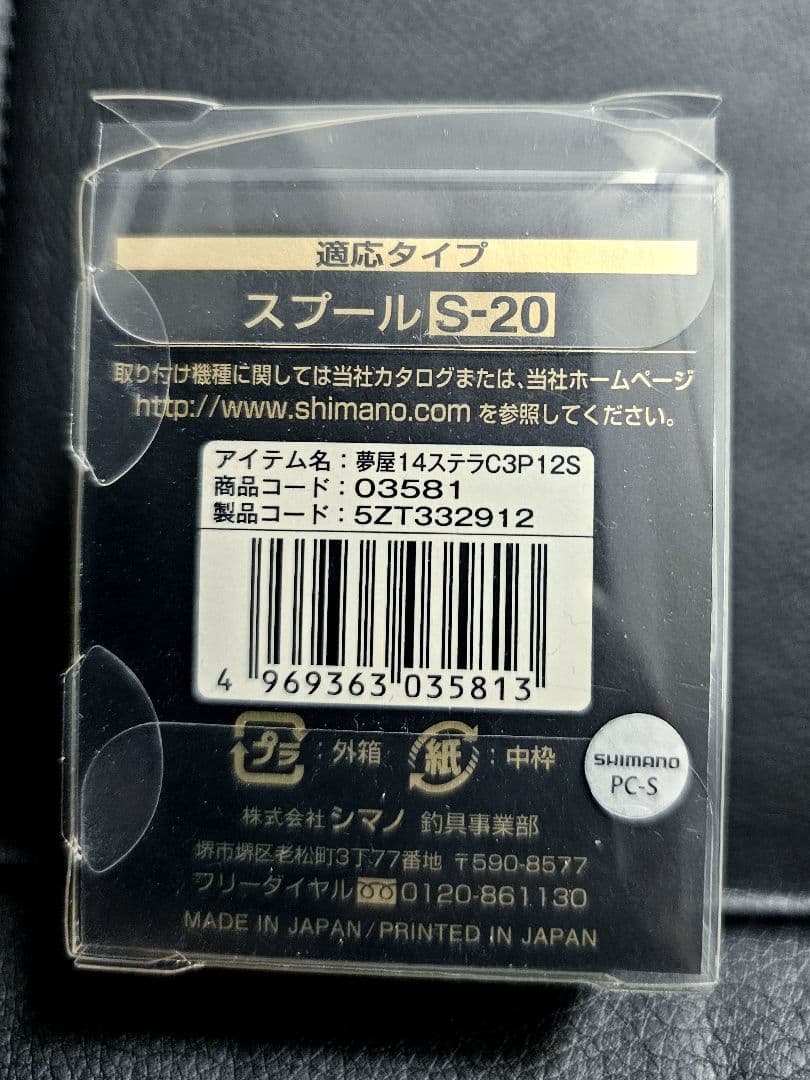 適応タイプ
スプール S-20
取り付け機種に関しては当社カタログまたは、当社ホームページ
http://www.shimano.com を参照してください。
アイテム名：夢屋14ステラC3P12S
商品コード：03581
製品コード：5ZT332912
4 969363 035813
プラ：外箱 紙：中枠
SHIMANO
PC-S
株式会社 シマノ 釣具事業部
堺市堺区老松町3丁77番地 〒590-8577
フリーダイヤル 0120-861130
MADE IN JAPAN/PRINTED IN JAPAN